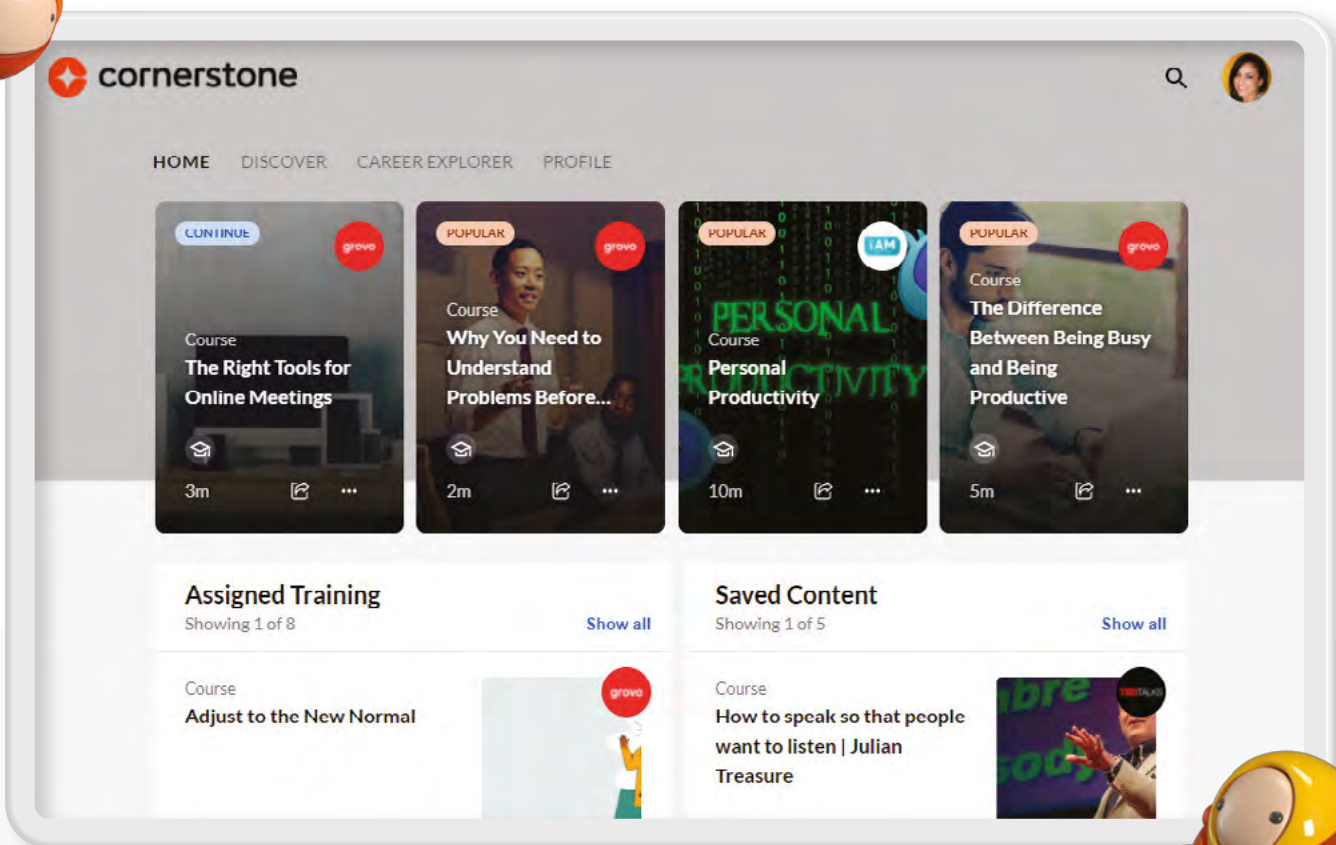 cornerstone
HOME DISCOVER CAREER EXPLORER PROFILE
CONTINUE
grovo
Course
The Right Tools for
Online Meetings
3m
POPULAR
grovo
Course
Why You Need to
Understand
Problems Before...
2m
POPULAR
iAM
PERSONAL
PRODUCTIVITY
Course
Personal
Productivity
10m
POPULAR
grovo
Course
The Difference
Between Being Busy
and Being
Productive
5m
Assigned Training
Showing 1 of 8
Show all
Course
Adjust to the New Normal
grovo
Saved Content
Showing 1 of 5
Show all
Course
How to speak so that people
want to listen | Julian
Treasure
TED TALKS